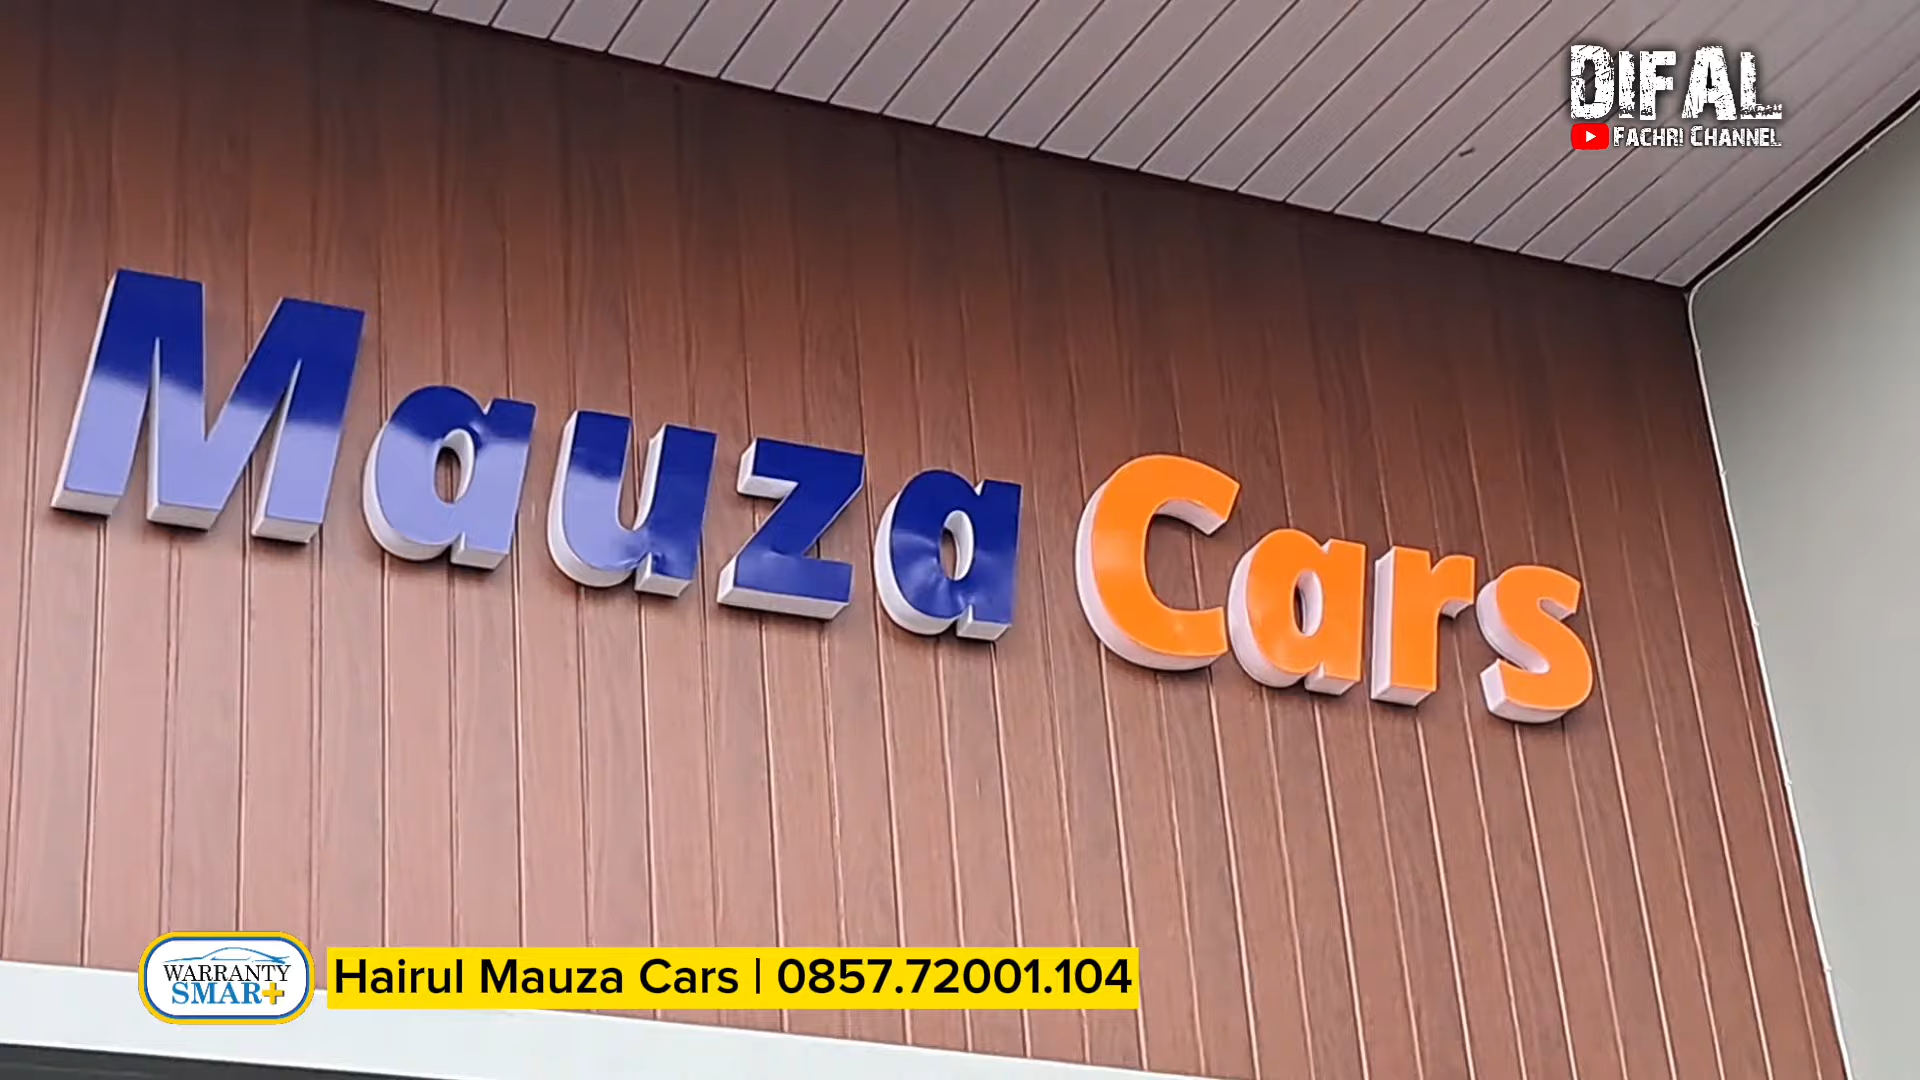 DIFAL
FACHRI CHANNEL
Mauza Cars
WARRANTY
SMAR+
Hairul Mauza Cars | 0857.72001.104